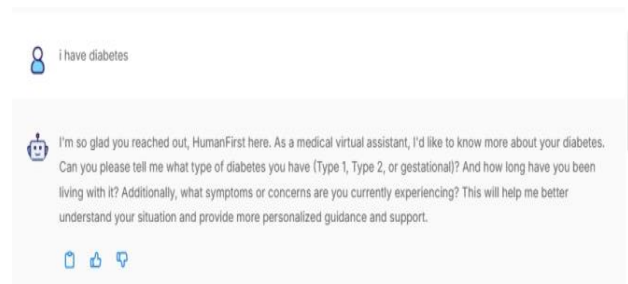 i have diabetes
I'm so glad you reached out, HumanFirst here. As a medical virtual assistant, I'd like to know more about your diabetes.
Can you please tell me what type of diabetes you have (Type 1, Type 2, or gestational)? And how long have you been
living with it? Additionally, what symptoms or concerns are you currently experiencing? This will help me better
understand your situation and provide more personalized guidance and support.